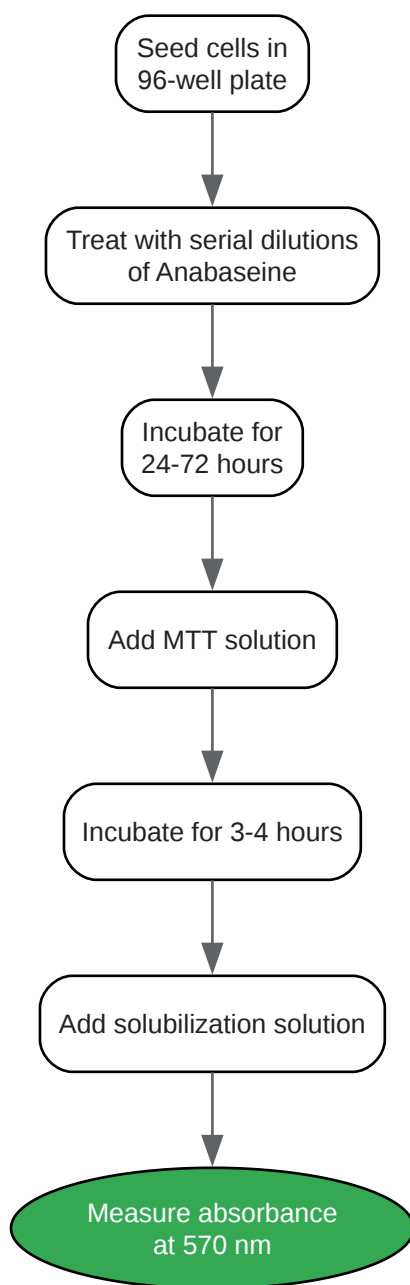 Seed cells in
96-well plate
Treat with serial dilutions
of Anabaseine
Incubate for
24-72 hours
Add MTT solution
Incubate for 3-4 hours
Add solubilization solution
Measure absorbance
at 570 nm